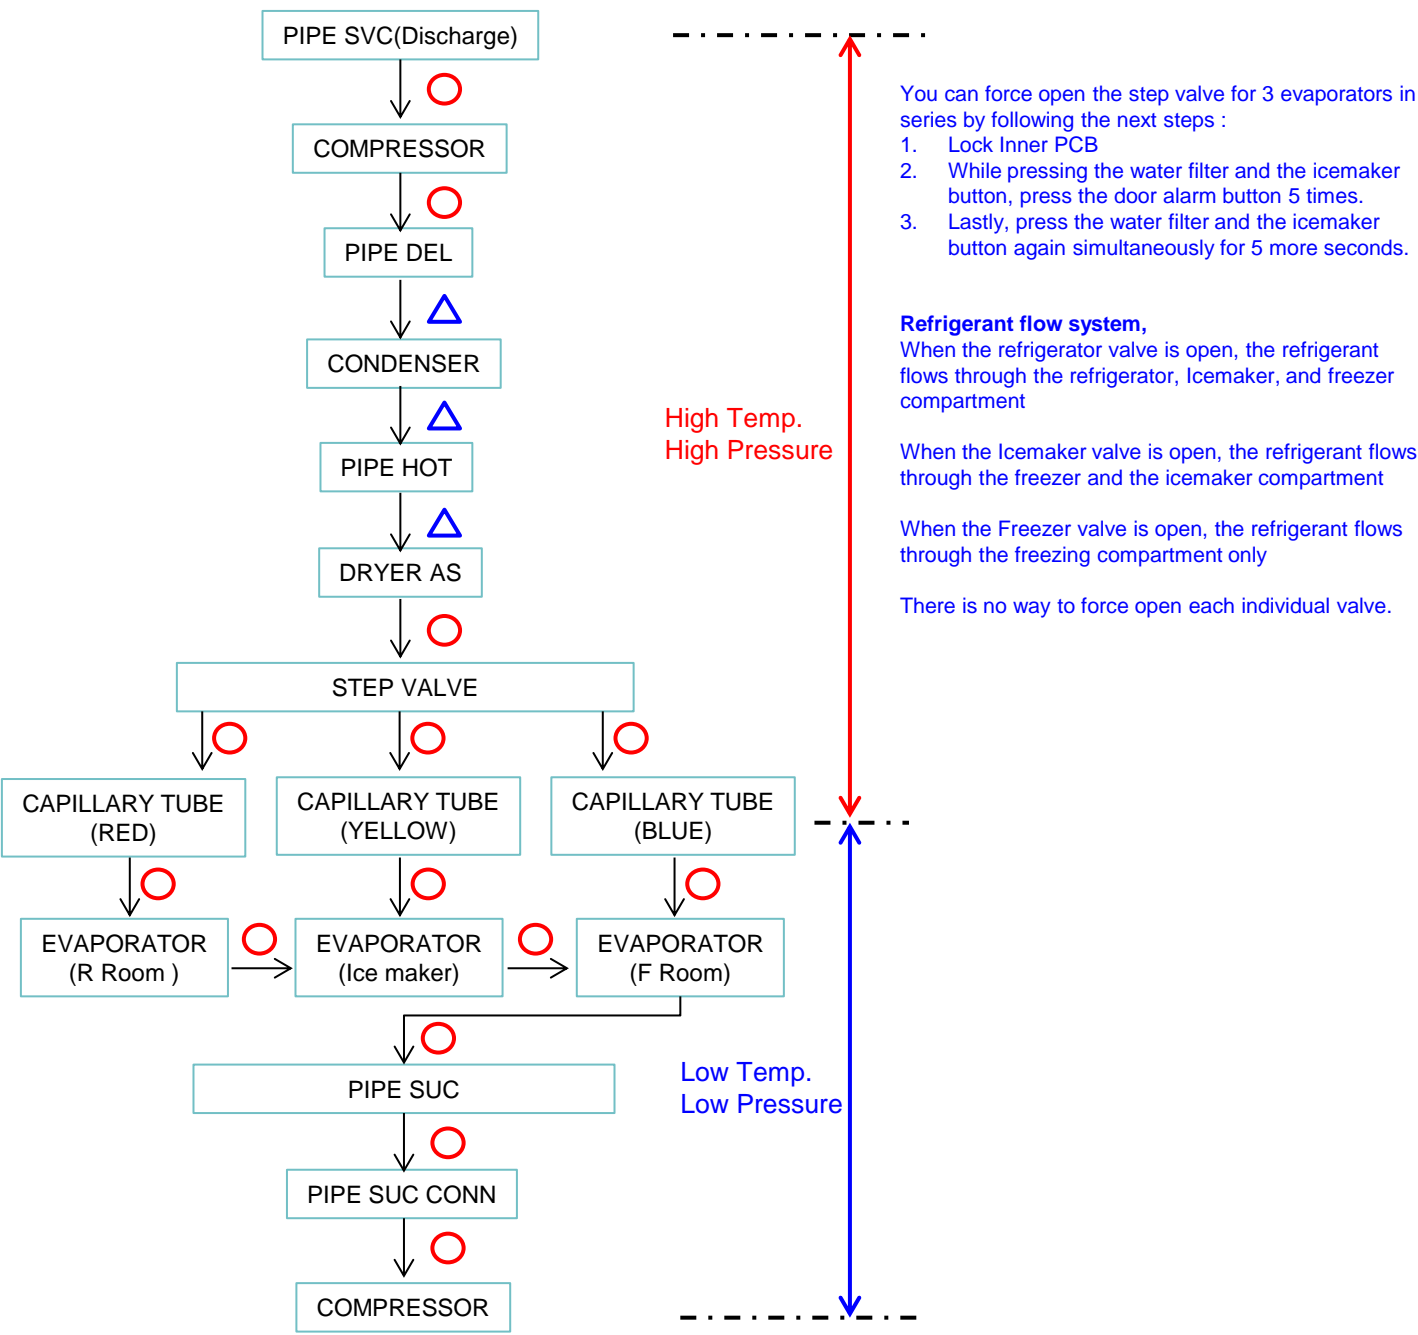 PIPE SVC(Discharge)
COMPRESSOR
PIPE DEL
CONDENSER
PIPE HOT
DRYER AS
STEP VALVE
CAPILLARY TUBE
(RED)
CAPILLARY TUBE
(YELLOW)
CAPILLARY TUBE
(BLUE)
EVAPORATOR
(R Room )
EVAPORATOR
(Ice maker)
EVAPORATOR
(F Room)
PIPE SUC
PIPE SUC CONN
COMPRESSOR
High Temp.
High Pressure
Low Temp.
Low Pressure
You can force open the step valve for 3 evaporators in
series by following the next steps :
1. Lock Inner PCB
2. While pressing the water filter and the icemaker
button, press the door alarm button 5 times.
3. Lastly, press the water filter and the icemaker
button again simultaneously for 5 more seconds.
Refrigerant flow system,
When the refrigerator valve is open, the refrigerant
flows through the refrigerator, Icemaker, and freezer
compartment
When the Icemaker valve is open, the refrigerant flows
through the freezer and the icemaker compartment
When the Freezer valve is open, the refrigerant flows
through the freezing compartment only
There is no way to force open each individual valve.